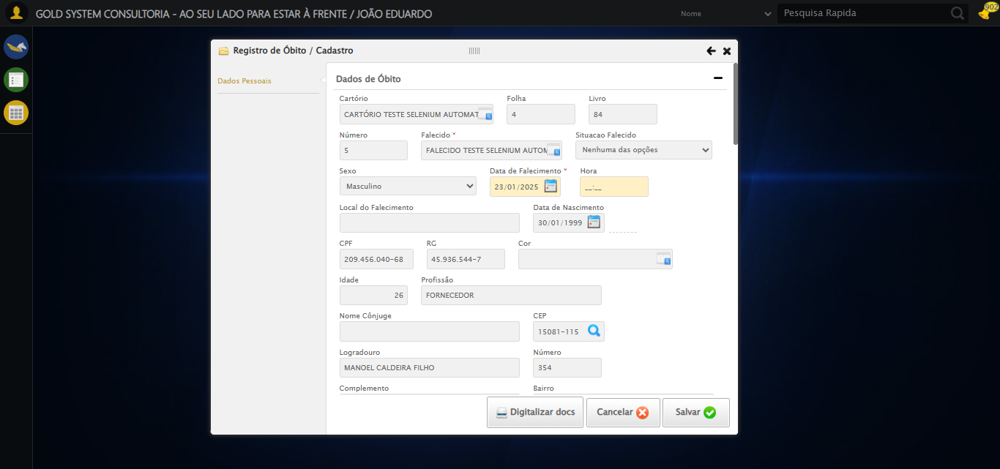 GOLD SYSTEM CONSULTORIA - AO SEU LADO PARA ESTAR À FRENTE / JOÃO EDUARDO
Nome
Pesquisa Rapida
902
Registro de Óbito / Cadastro
Dados Pessoais
Dados de Óbito
Cartório Folha Livro
CARTÓRIO TESTE SELENIUM AUTOMAT 4 84
Número Falecido * Situacao Falecido
5 FALECIDO TESTE SELENIUM AUTOM Nenhuma das opções
Sexo Data de Falecimento * Hora
Masculino 23/01/2025 __:__
Local do Falecimento Data de Nascimento
30/01/1999
CPF RG Cor
209.456.040-68 45.936.544-7
Idade Profissão
26 FORNECEDOR
Nome Cônjuge CEP
15081-115
Logradouro Número
MANOEL CALDEIRA FILHO 354
Complemento Bairro
Digitalizar docs Cancelar Salvar